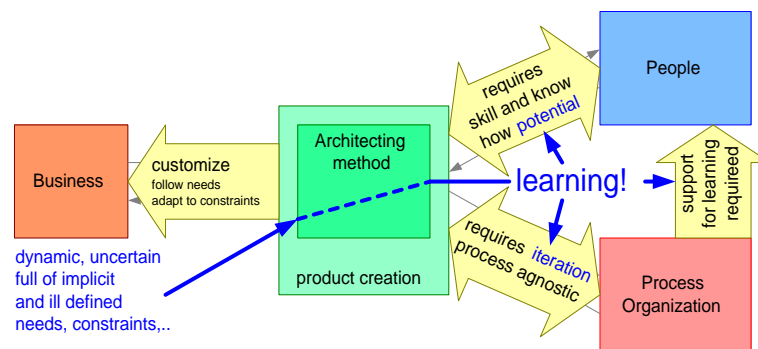 Business
dynamic, uncertain
full of implicit
and ill defined
needs, constraints,..
customize
follow needs
adapt to constraints
Architecting
method
product creation
requires
skill and know
how potential
learning!
requires iteration
process agnostic
People
support
for learning
requireed
Process
Organization